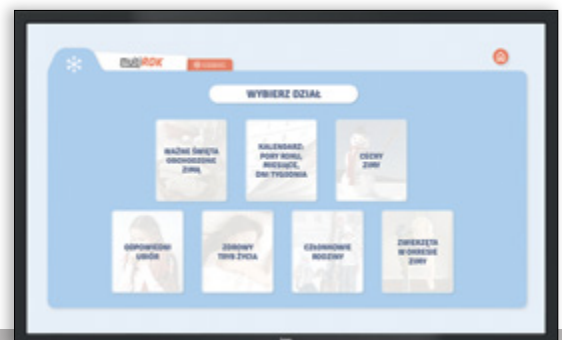 multiROK
WYBIERZ DZIAŁ
WAŻNE ŚWIĘTA
OBCHODZONE
ZIMĄ
KALENDARZ:
PORY ROKU,
MIESIĄCE,
DNI TYGODNIA
CECHY
ZIMY
ODPOWIEDNI
UBIÓR
ZDROWY
TRYB ŻYCIA
CZŁONKOWIE
RODZINY
ZWIERZĘTA
W OKRESIE
ZIMY